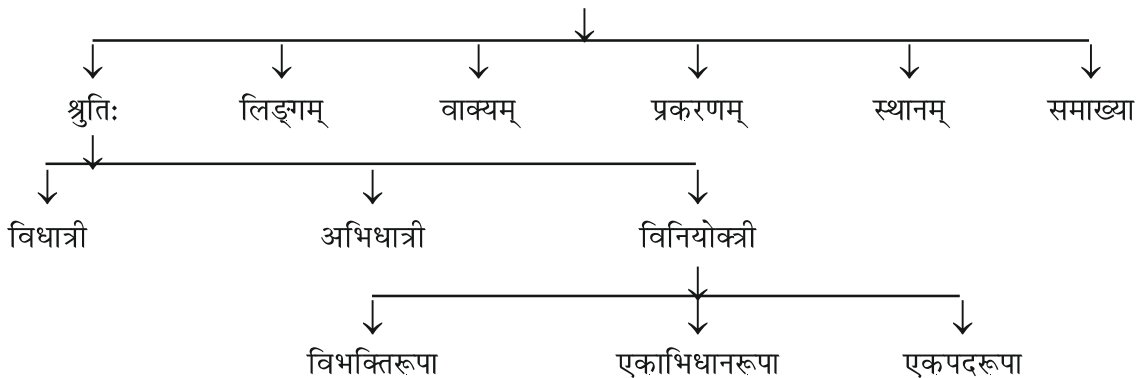 श्रुतिः लिङ्गम् वाक्यम् प्रकरणम् स्थानम् समाख्या
विधात्री अभिधात्री विनियोक्त्री
विभक्तिरूपा एकाभिधानरूपा एकपदरूपा